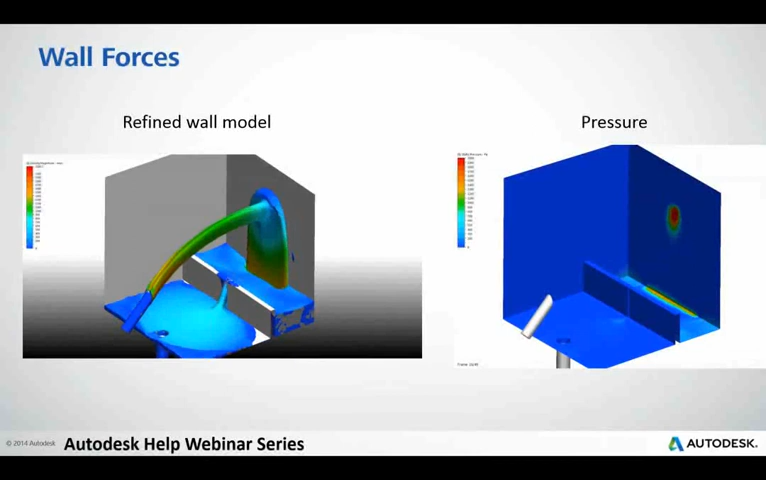 Wall Forces
Refined wall model
Pressure
© 2014 Autodesk
Autodesk Help Webinar Series
AUTODESK.